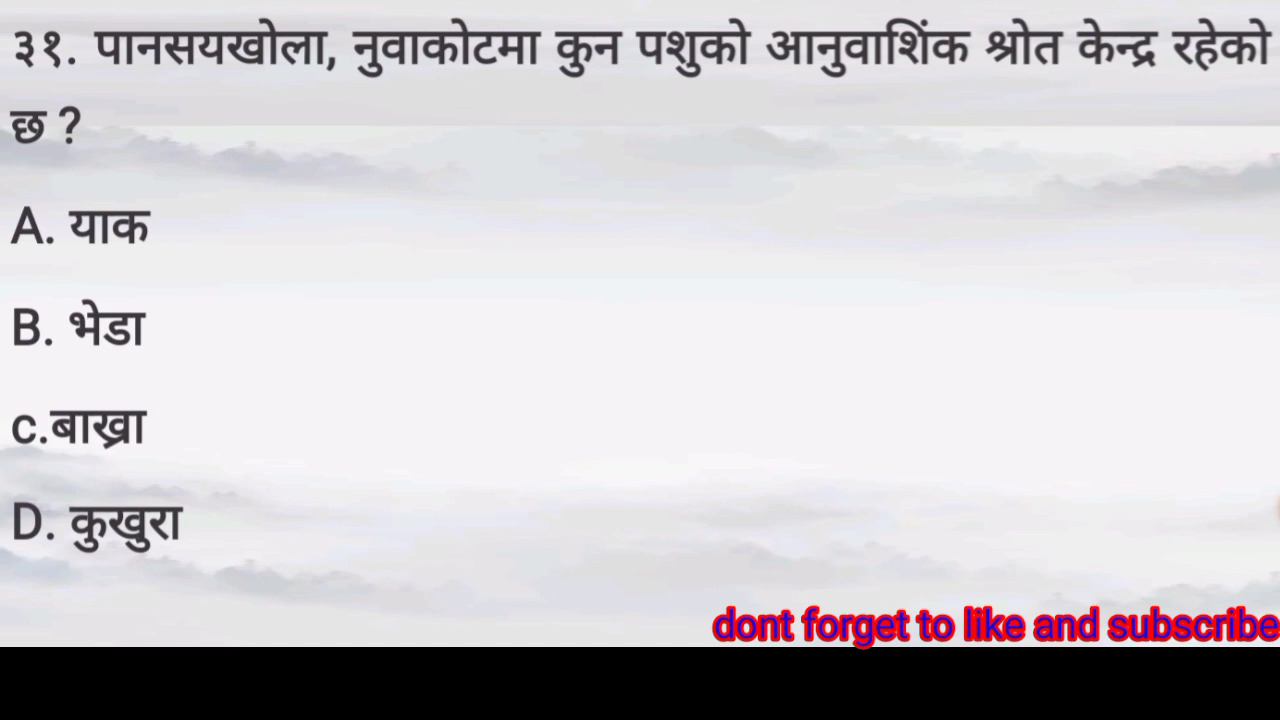 ३१. पानसयखोला, नुवाकोटमा कुन पशुको आनुवाशिंक श्रोत केन्द्र रहेको
छ ?
A. याक
B. भेडा
c.बाख्रा
D. कुखुरा
dont forget to like and subscribe